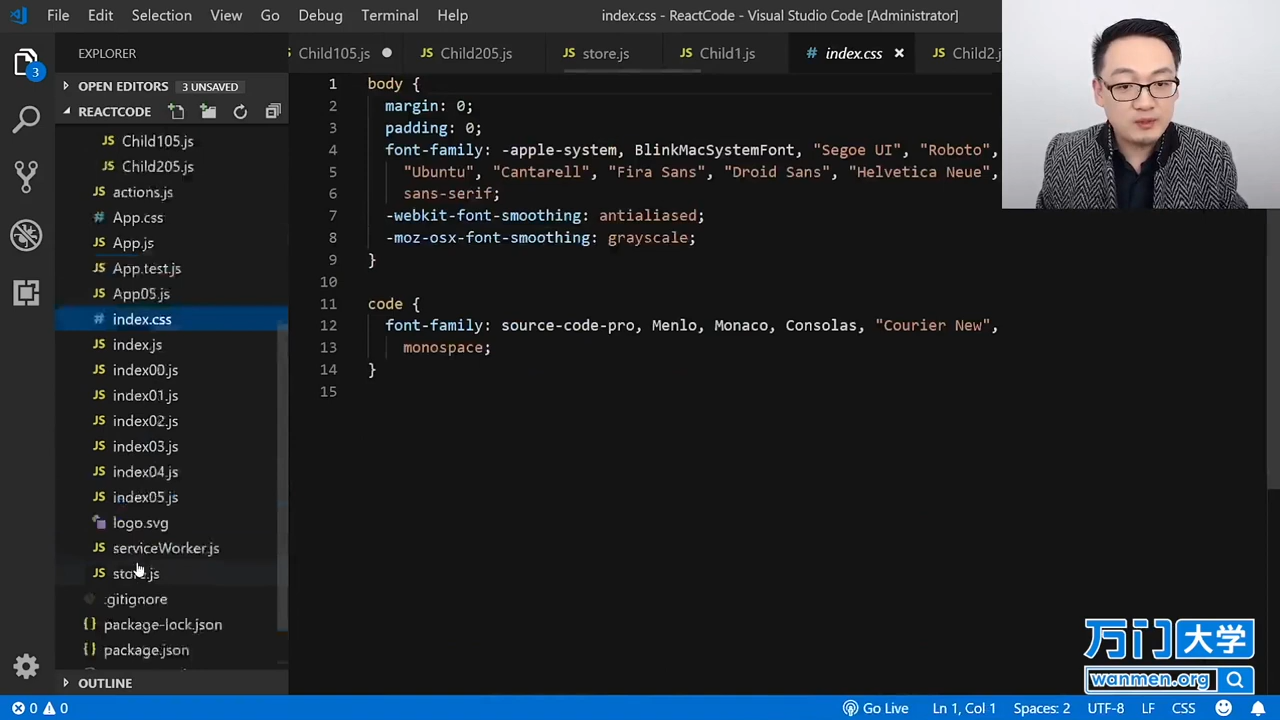 File Edit Selection View Go Debug Terminal Help index.css - ReactCode - Visual Studio Code [Administrator]
EXPLORER
3
OPEN EDITORS 3 UNSAVED
REACTCODE
JS Child105.js
JS Child205.js
JS actions.js
# App.css
JS App.js
JS App.test.js
JS App05.js
# index.css
JS index.js
JS index00.js
JS index01.js
JS index02.js
JS index03.js
JS index04.js
JS index05.js
logo.svg
JS serviceWorker.js
JS store.js
.gitignore
{} package-lock.json
{} package.json
OUTLINE
Child105.js JS Child205.js JS store.js JS Child1.js # index.css × JS Child2.j
1 body {
2 margin: 0;
3 padding: 0;
4 font-family: -apple-system, BlinkMacSystemFont, "Segoe UI", "Roboto",
5 "Ubuntu", "Cantarell", "Fira Sans", "Droid Sans", "Helvetica Neue",
6 sans-serif;
7 -webkit-font-smoothing: antialiased;
8 -moz-osx-font-smoothing: grayscale;
9 }
10
11 code {
12 font-family: source-code-pro, Menlo, Monaco, Consolas, "Courier New",
13 monospace;
14 }
15
万门大学
wanmen.org
0 0 Go Live Ln 1, Col 1 Spaces: 2 UTF-8 LF CSS